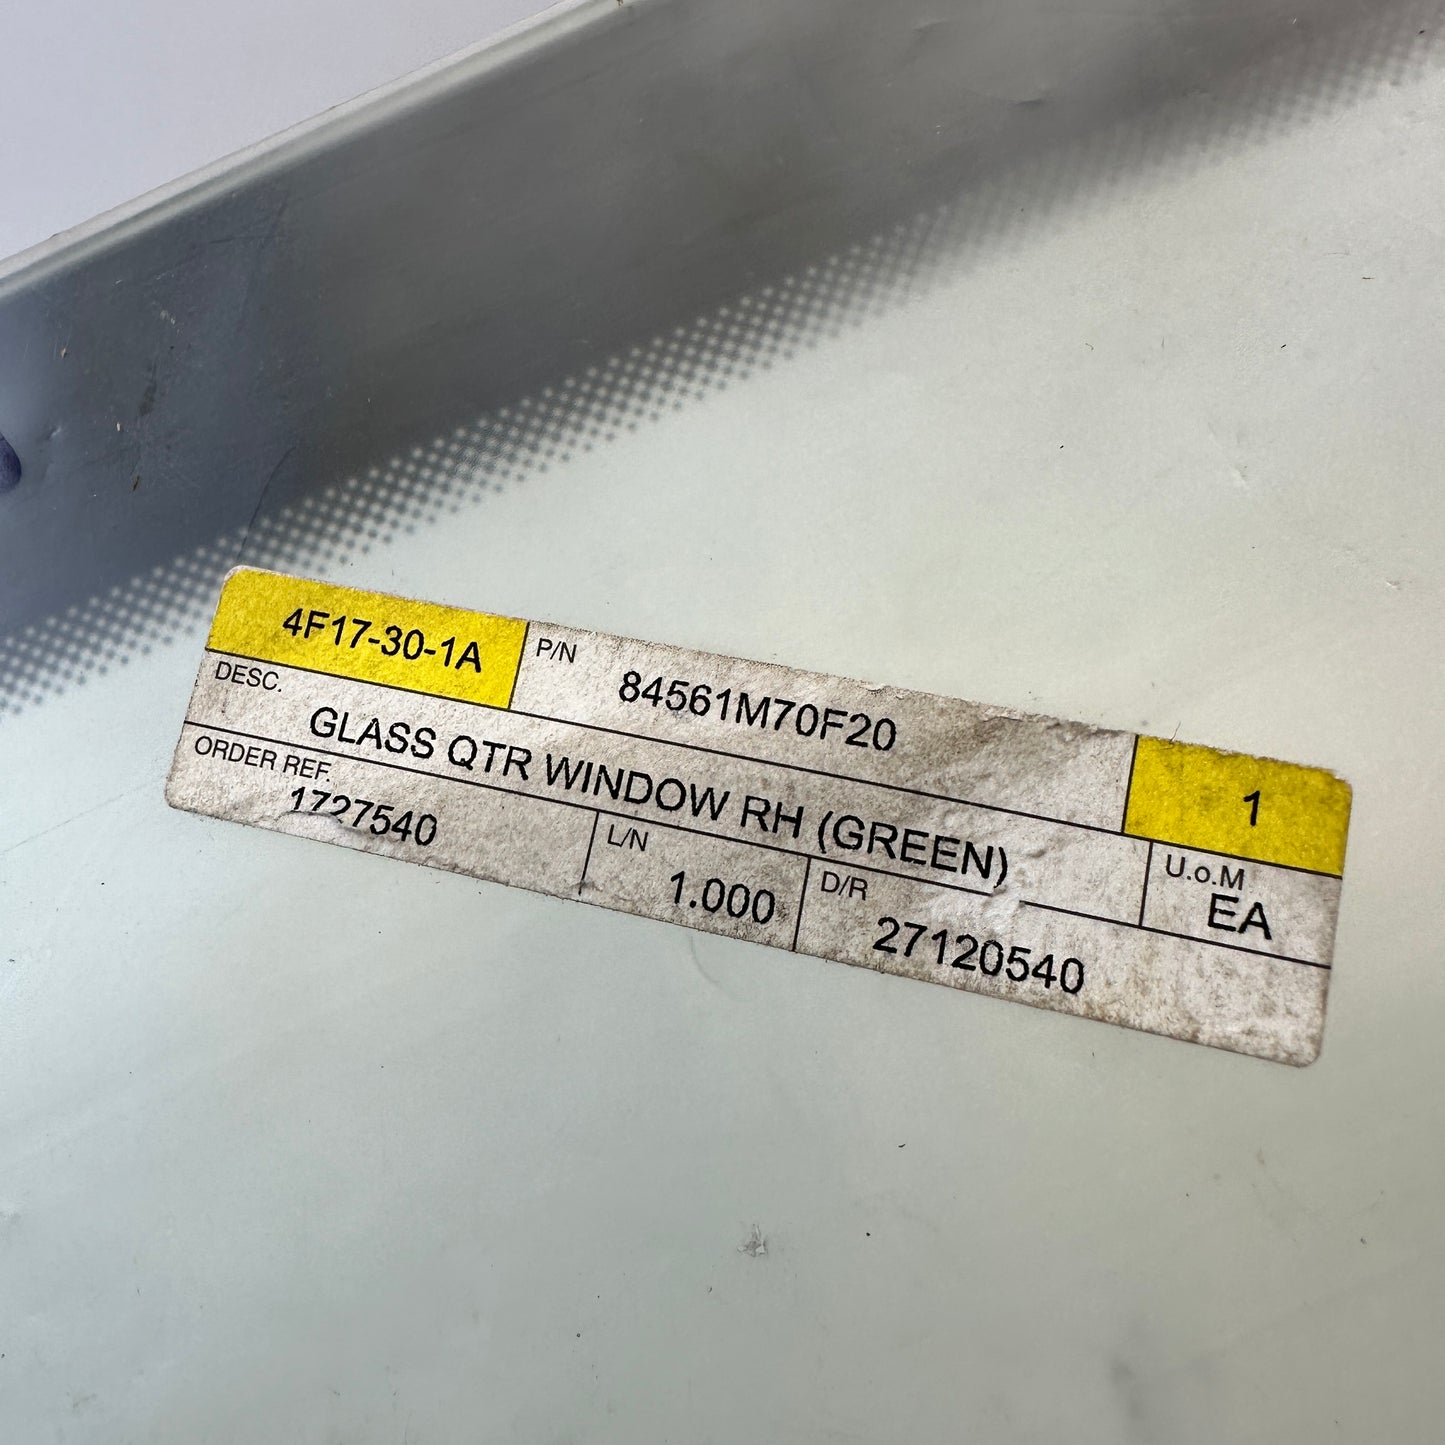 4F17-30-1A
P/N
84561M70F20
1
DESC.
GLASS QTR WINDOW RH (GREEN)
U.o.M
EA
ORDER REF.
1727540
L/N
1.000
D/R
27120540